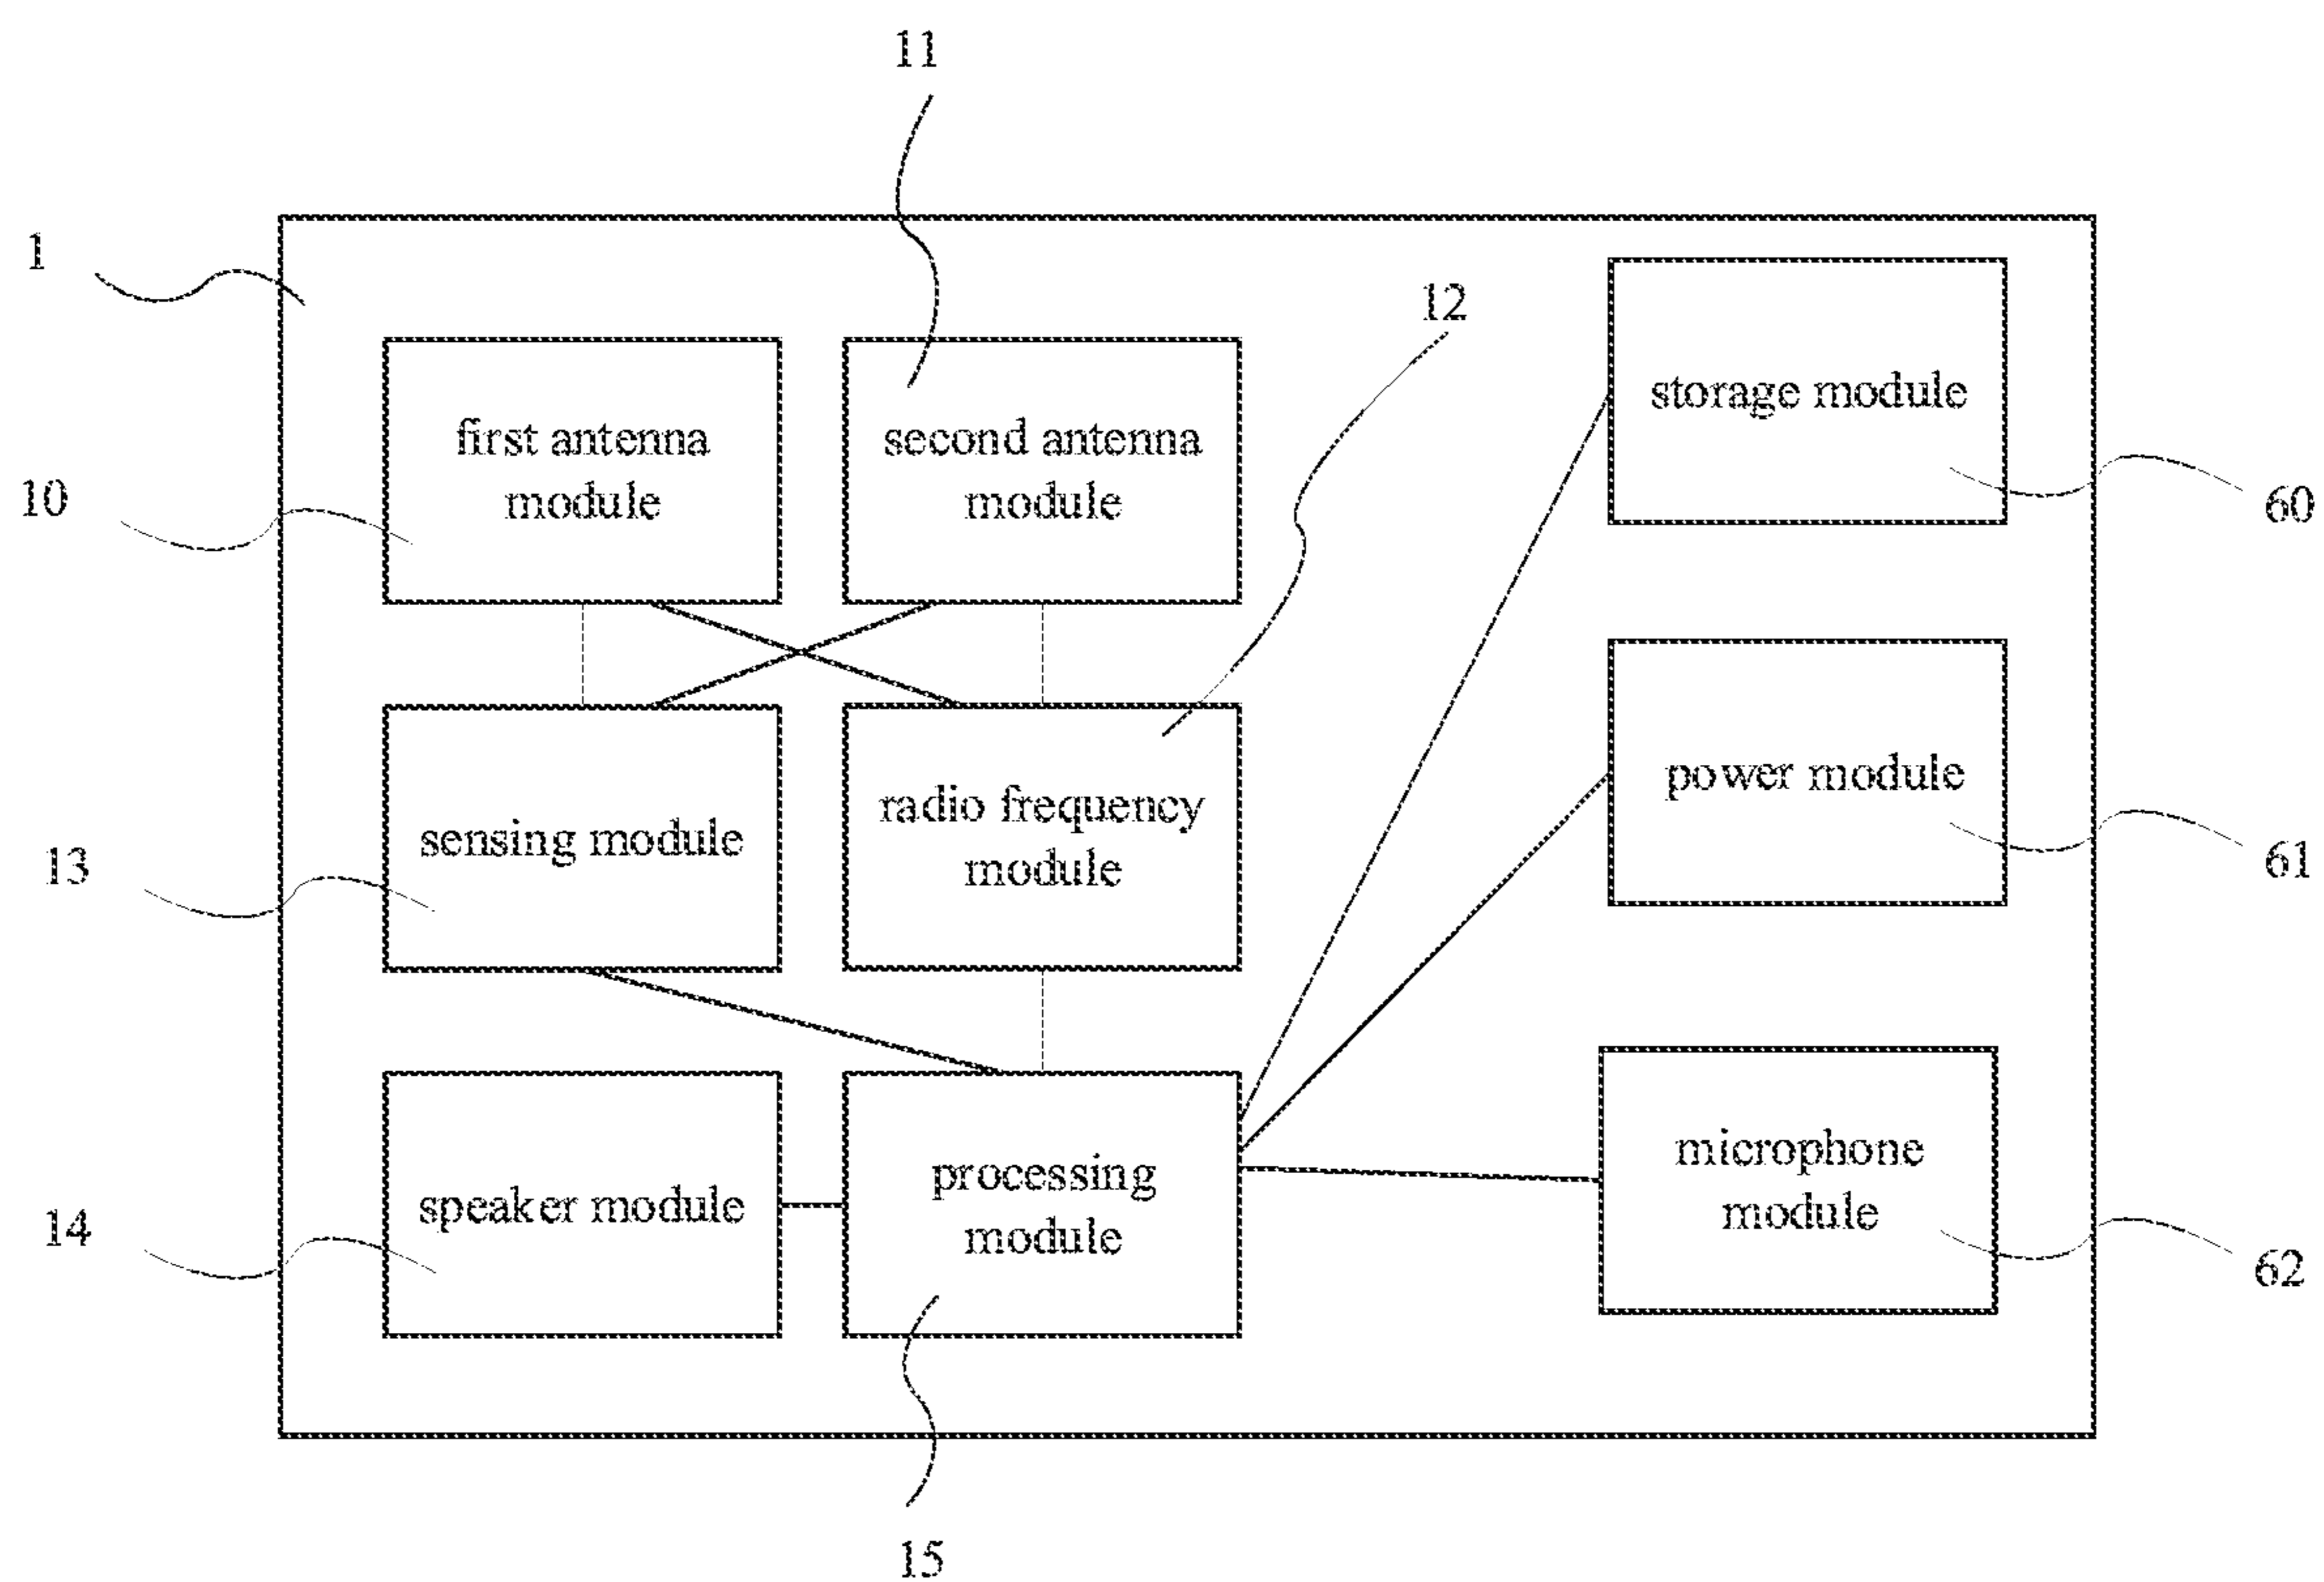 11
1
12
first antenna
module
second antenna
module
storage module
10
60
sensing module
radio frequency
module
power module
13
61
speaker module
processing
module
microphone
module
14
62
15